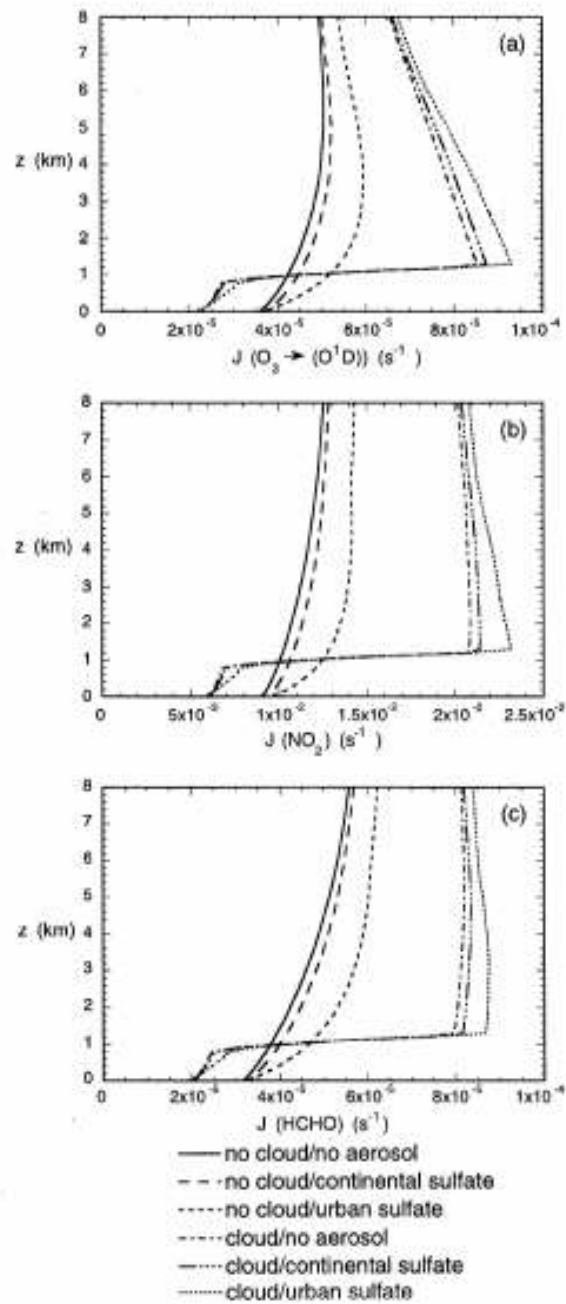 8
(a)
7
6
5
z (km)
4
3
2
1
0
0 2x10⁻⁵ 4x10⁻⁵ 6x10⁻⁵ 8x10⁻⁵ 1x10⁻⁴
J (O₃ → (O¹D)) (s⁻¹)
8
(b)
7
6
5
z (km)
4
3
2
1
0
0 5x10⁻² 1x10⁻² 1.5x10⁻² 2x10⁻² 2.5x10⁻²
J (NO₂) (s⁻¹)
8
(c)
7
6
5
z (km)
4
3
2
1
0
0 2x10⁻⁵ 4x10⁻⁵ 6x10⁻⁵ 8x10⁻⁵ 1x10⁻⁴
J (HCHO) (s⁻¹)
no cloud/no aerosol
no cloud/continental sulfate
no cloud/urban sulfate
cloud/no aerosol
cloud/continental sulfate
cloud/urban sulfate